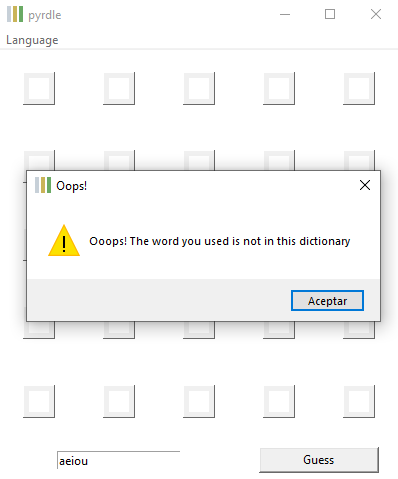 pyrdle
Language
Oops!
Ooops! The word you used is not in this dictionary
Aceptar
aeiou
Guess